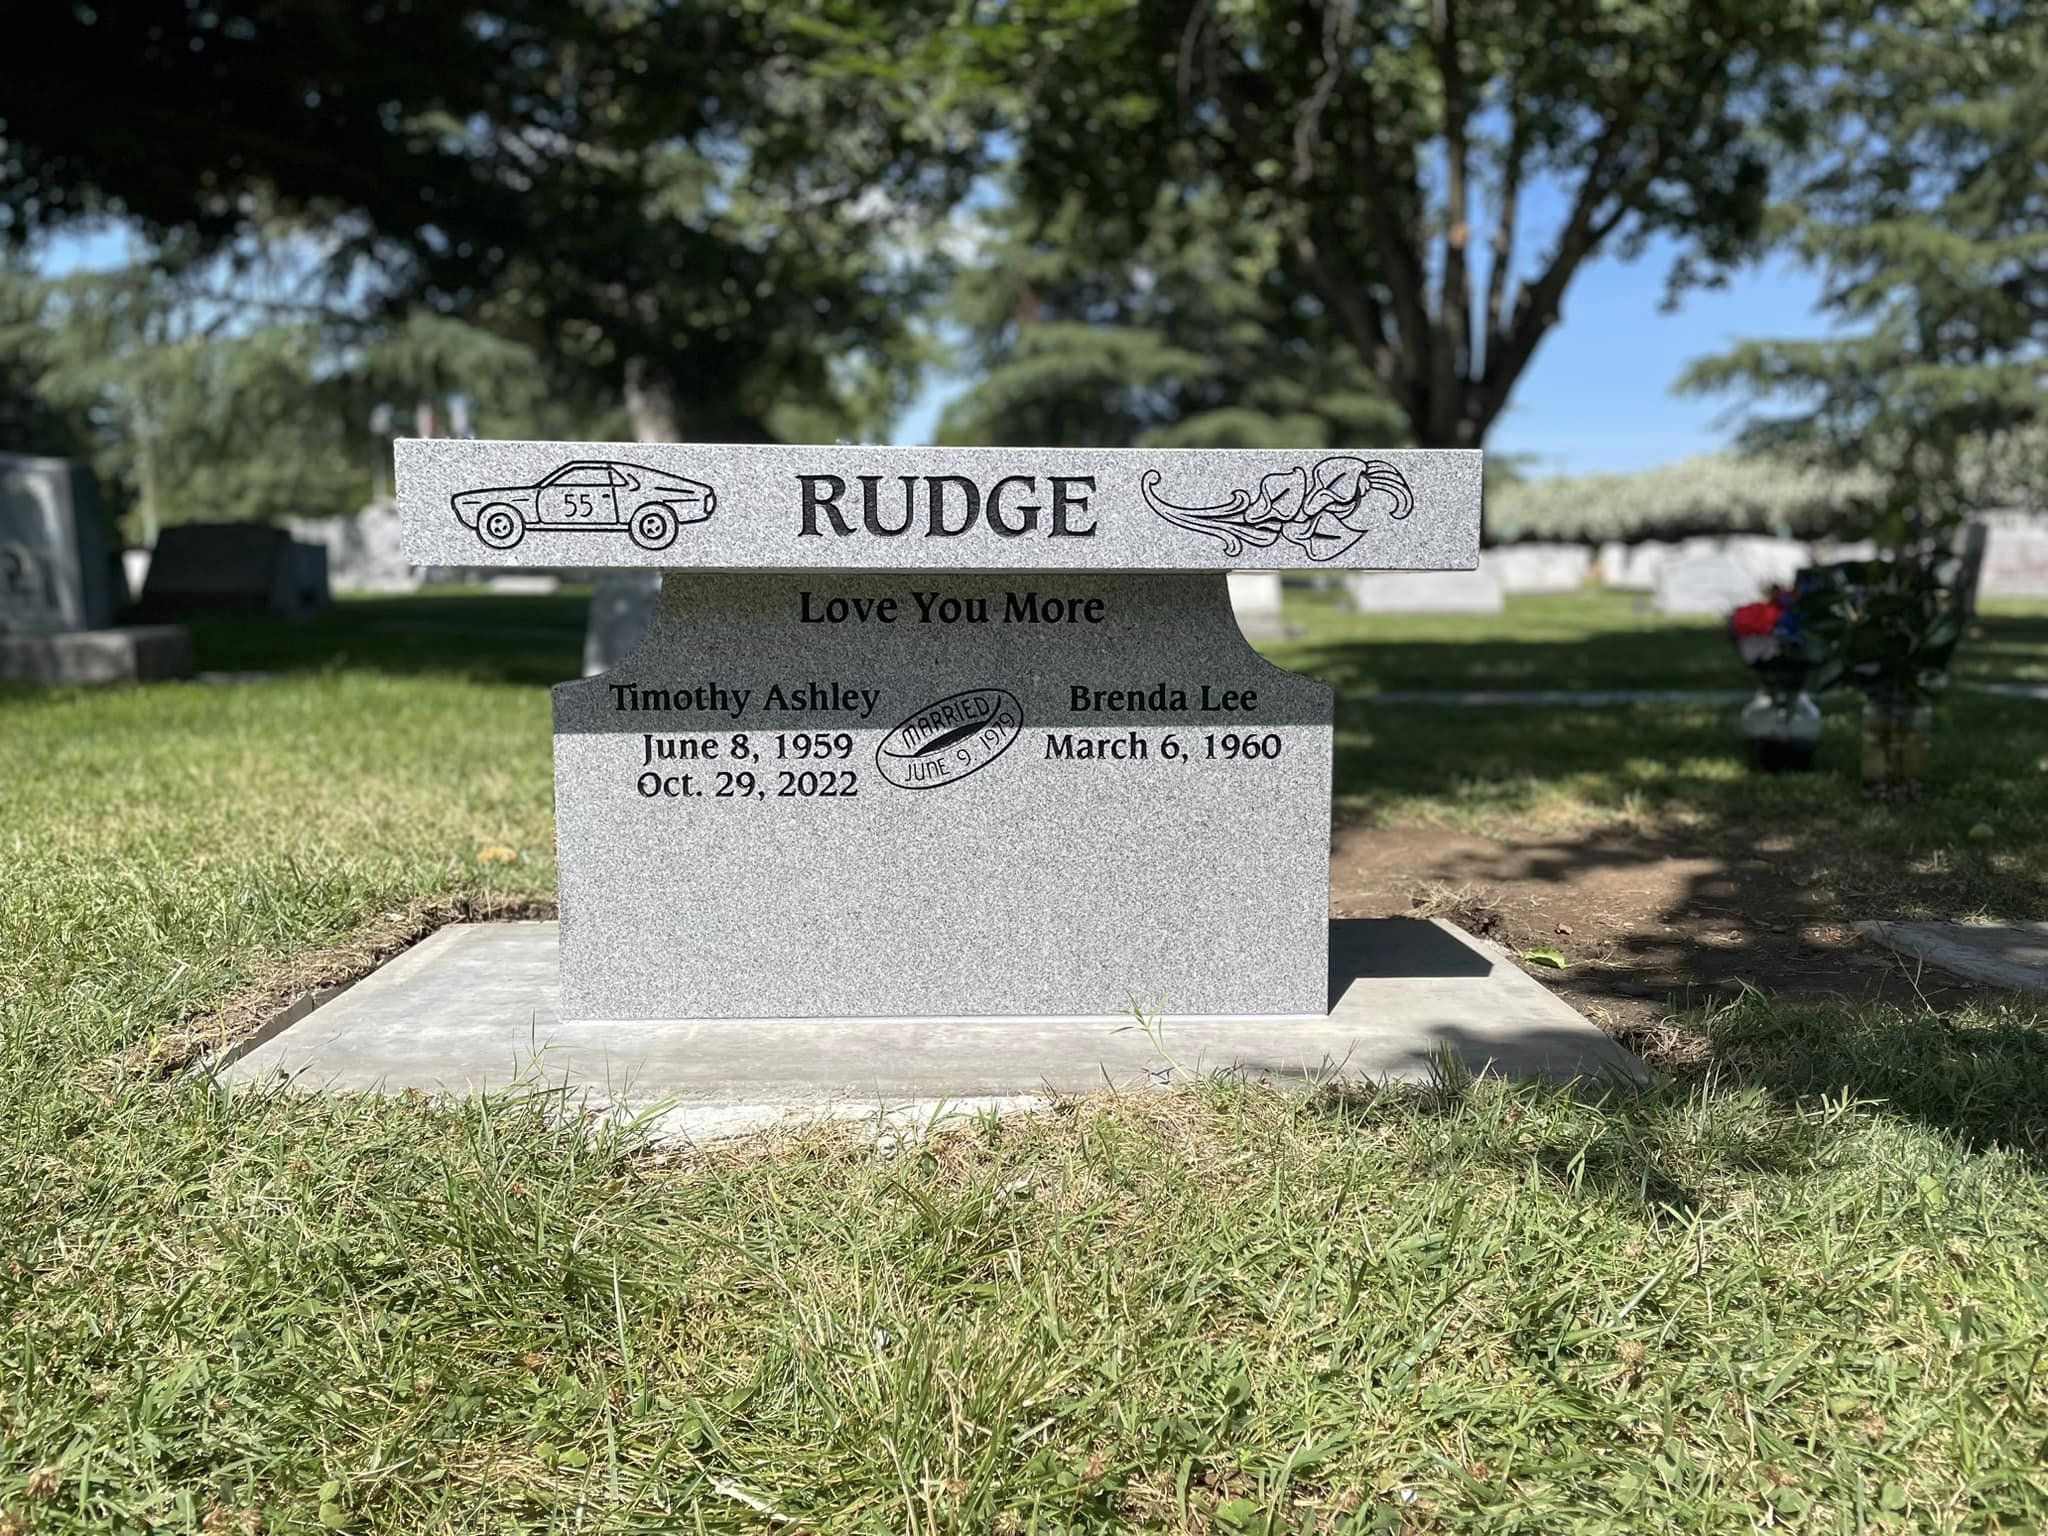 55
RUDGE
Love You More
Timothy Ashley
June 8, 1959
Oct. 29, 2022
MARRIED
JUNE 9 1979
Brenda Lee
March 6, 1960